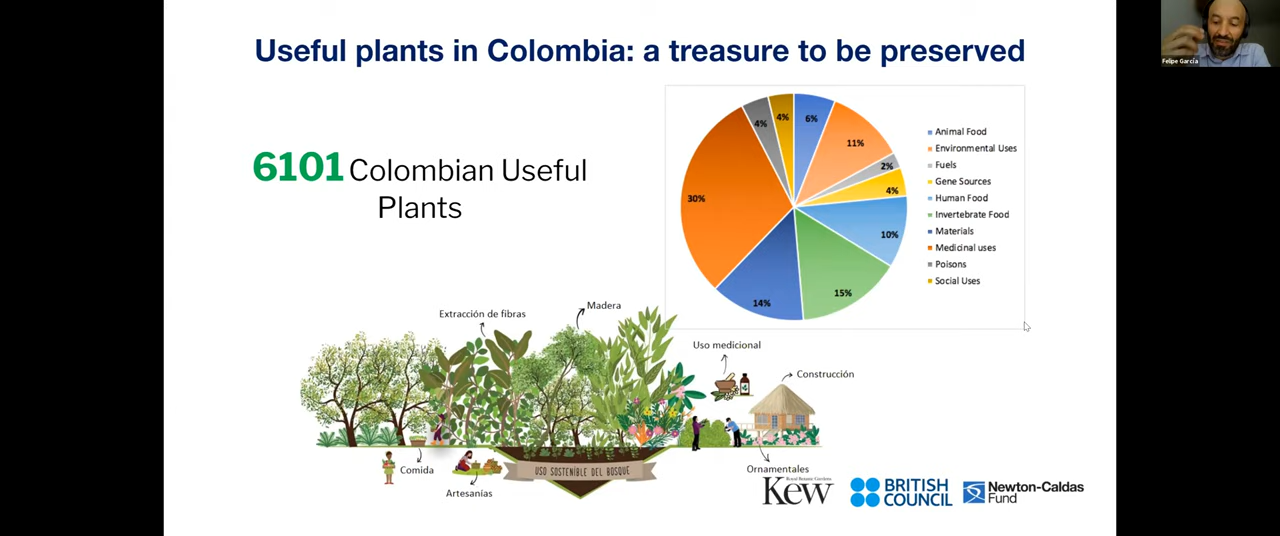 Useful plants in Colombia: a treasure to be preserved
Felipe García
6101 Colombian Useful
Plants
4%
4%
6%
11%
2%
4%
10%
15%
14%
30%
Animal Food
Environmental Uses
Fuels
Gene Sources
Human Food
Invertebrate Food
Materials
Medicinal uses
Poisons
Social Uses
Extracción de fibras
Madera
Uso medicional
Construcción
Comida
Artesanías
USO SOSTENIBLE DEL BOSQUE
Ornamentales
Royal Botanic Gardens
Kew
BRITISH
COUNCIL
Newton-Caldas
Fund